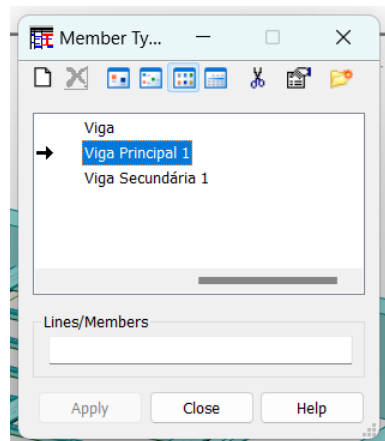 Member Ty...
Viga
Viga Principal 1
Viga Secundária 1
Lines/Members
Apply
Close
Help